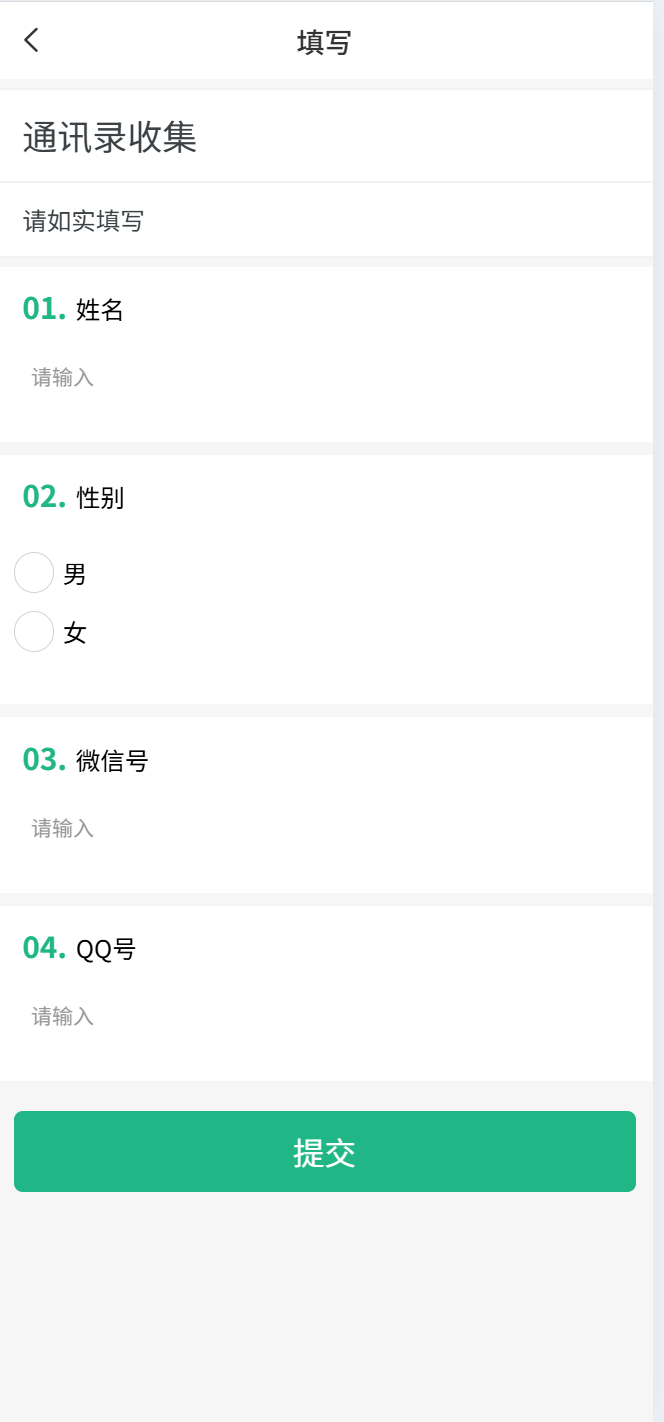 填写
通讯录收集
请如实填写
01. 姓名
请输入
02. 性别
男
女
03. 微信号
请输入
04. QQ号
请输入
提交